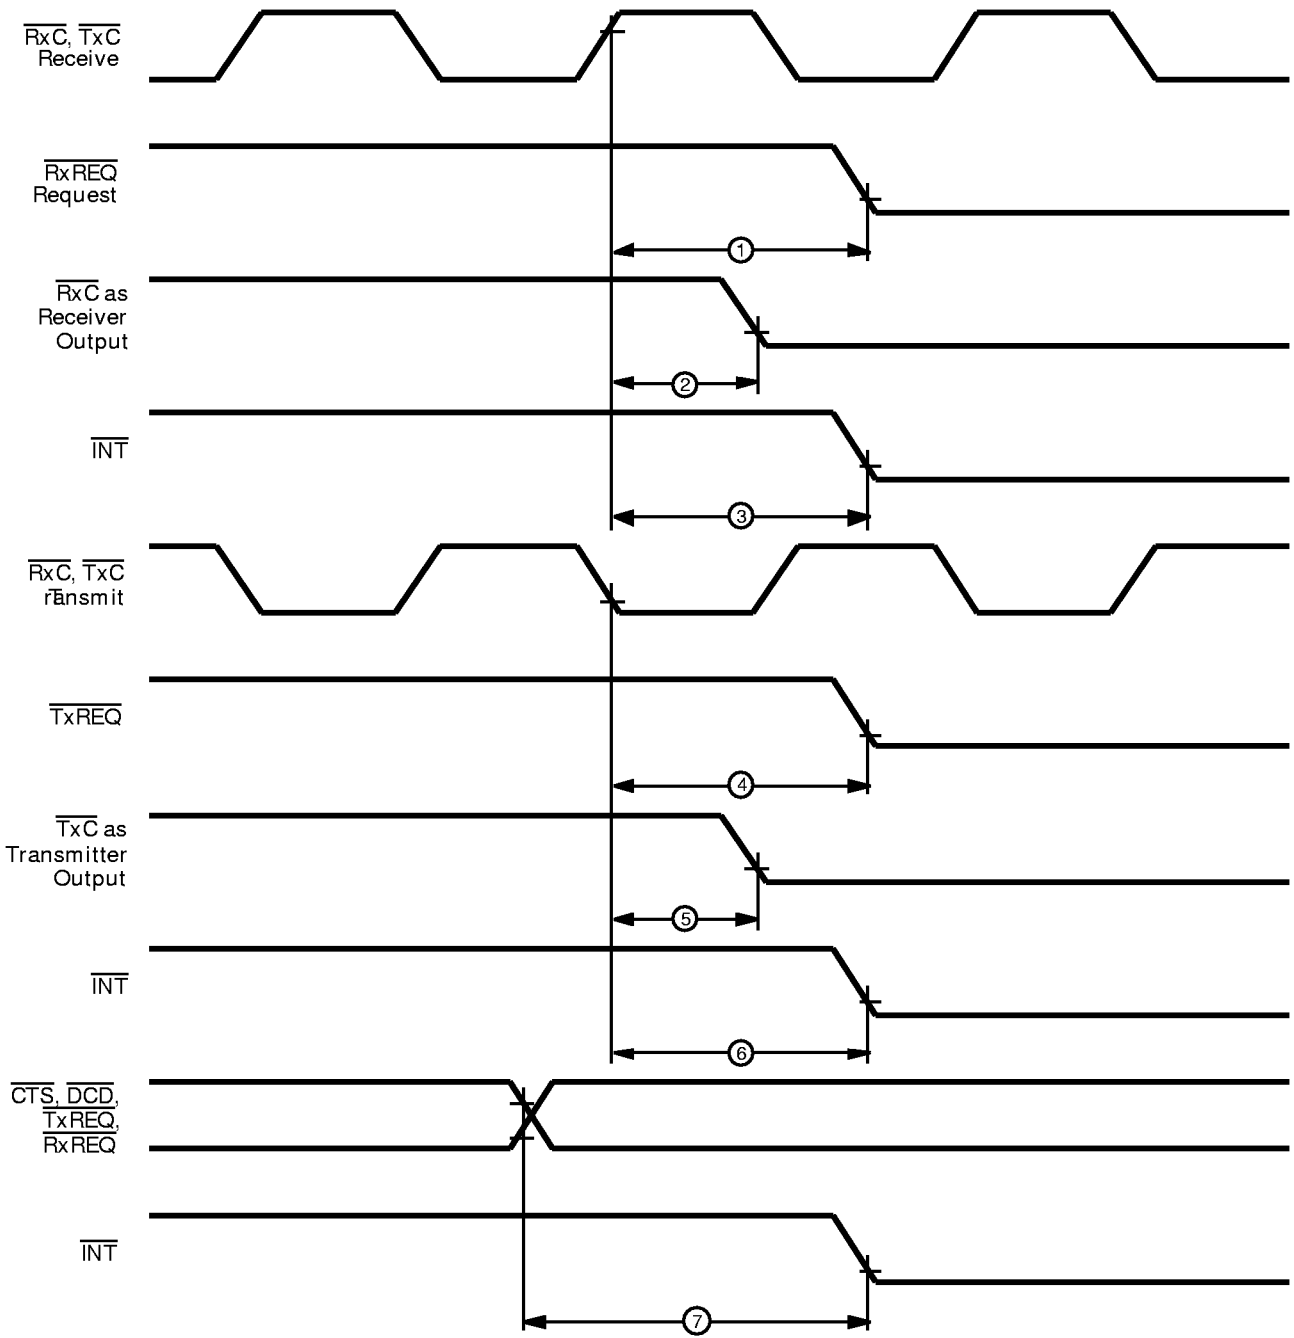 RxC, TxC
Receive
RxREQ
Request
1
RxC as
Receiver
Output
2
INT
3
RxC, TxC
rTansmit
TxREQ
4
TxC as
Transmitter
Output
5
INT
6
CTS, DCD,
TxREQ,
RxREQ
INT
7